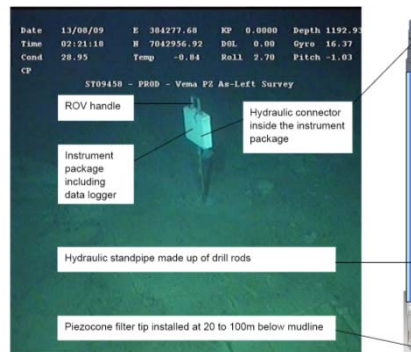 Date 13/08/09 E 384277.68 KP 0.0000 Depth 1192.93
Time 02:21:18 N 7042956.92 DOL 0.00 Gyro 16.37
Cond 28.95 Temp -0.84 Roll 2.70 Pitch -1.03
CP
ST09458 - PROD - Vema PZ As-Left Survey
ROV handle
Hydraulic connector
inside the instrument
package
Instrument
package
including
data logger
Hydraulic standpipe made up of drill rods
Piezocone filter tip installed at 20 to 100m below mudline